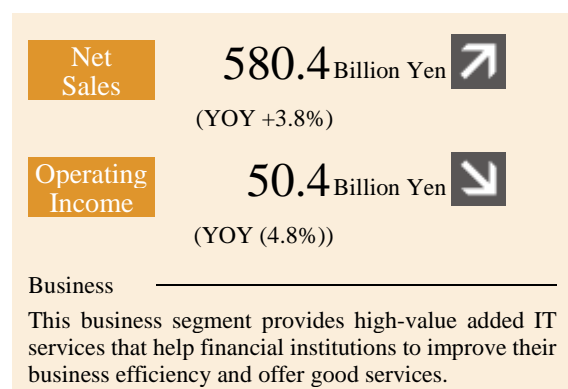 Net
Sales
580.4 Billion Yen
(YOY +3.8%)
Operating
Income
50.4 Billion Yen
(YOY (4.8%))
Business
This business segment provides high-value added IT
services that help financial institutions to improve their
business efficiency and offer good services.